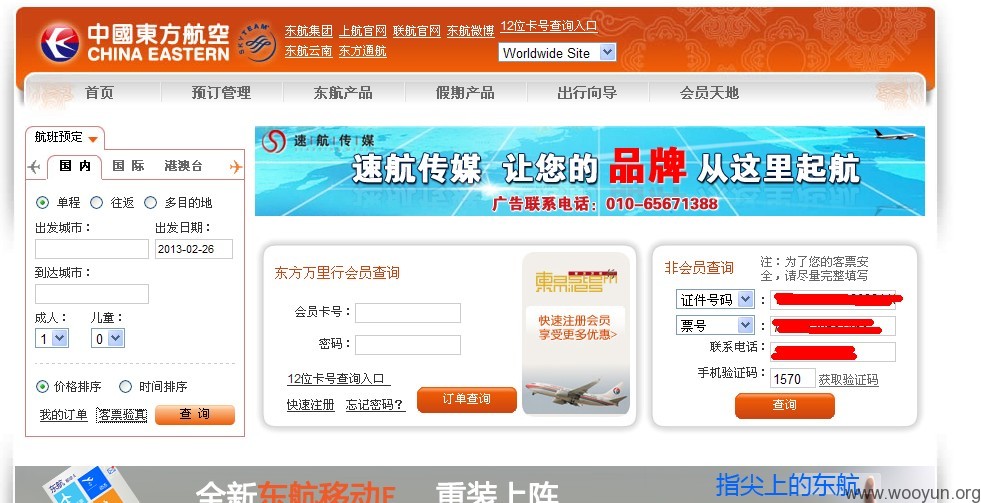 中國東方航空
CHINA EASTERN
SKYTEAM
东航集团 上航官网 联航官网 东航微博 12位卡号查询入口
东航云南 东方通航
Worldwide Site
首页 预订管理 东航产品 假期产品 出行向导 会员天地
航班预定
国 内 国 际 港澳台
单程 往返 多目的地
出发城市： 出发日期：
2013-02-26
到达城市：
成人： 儿童：
1 0
价格排序 时间排序
我的订单 客票验真 查 询
速航传媒
速航传媒 让您的 品牌 从这里起航
广告联系电话：010-65671388
东方万里行会员查询
会员卡号：
密码：
12位卡号查询入口
快速注册 忘记密码？ 订单查询
快速注册会员
享受更多优惠>
非会员查询 注：为了您的客票安
全，请尽量完整填写
证件号码：
票号：
联系电话：
手机验证码： 1570 获取验证码
查询
全新东航移动E 重装上阵
指尖上的东航
www.wooyun.org